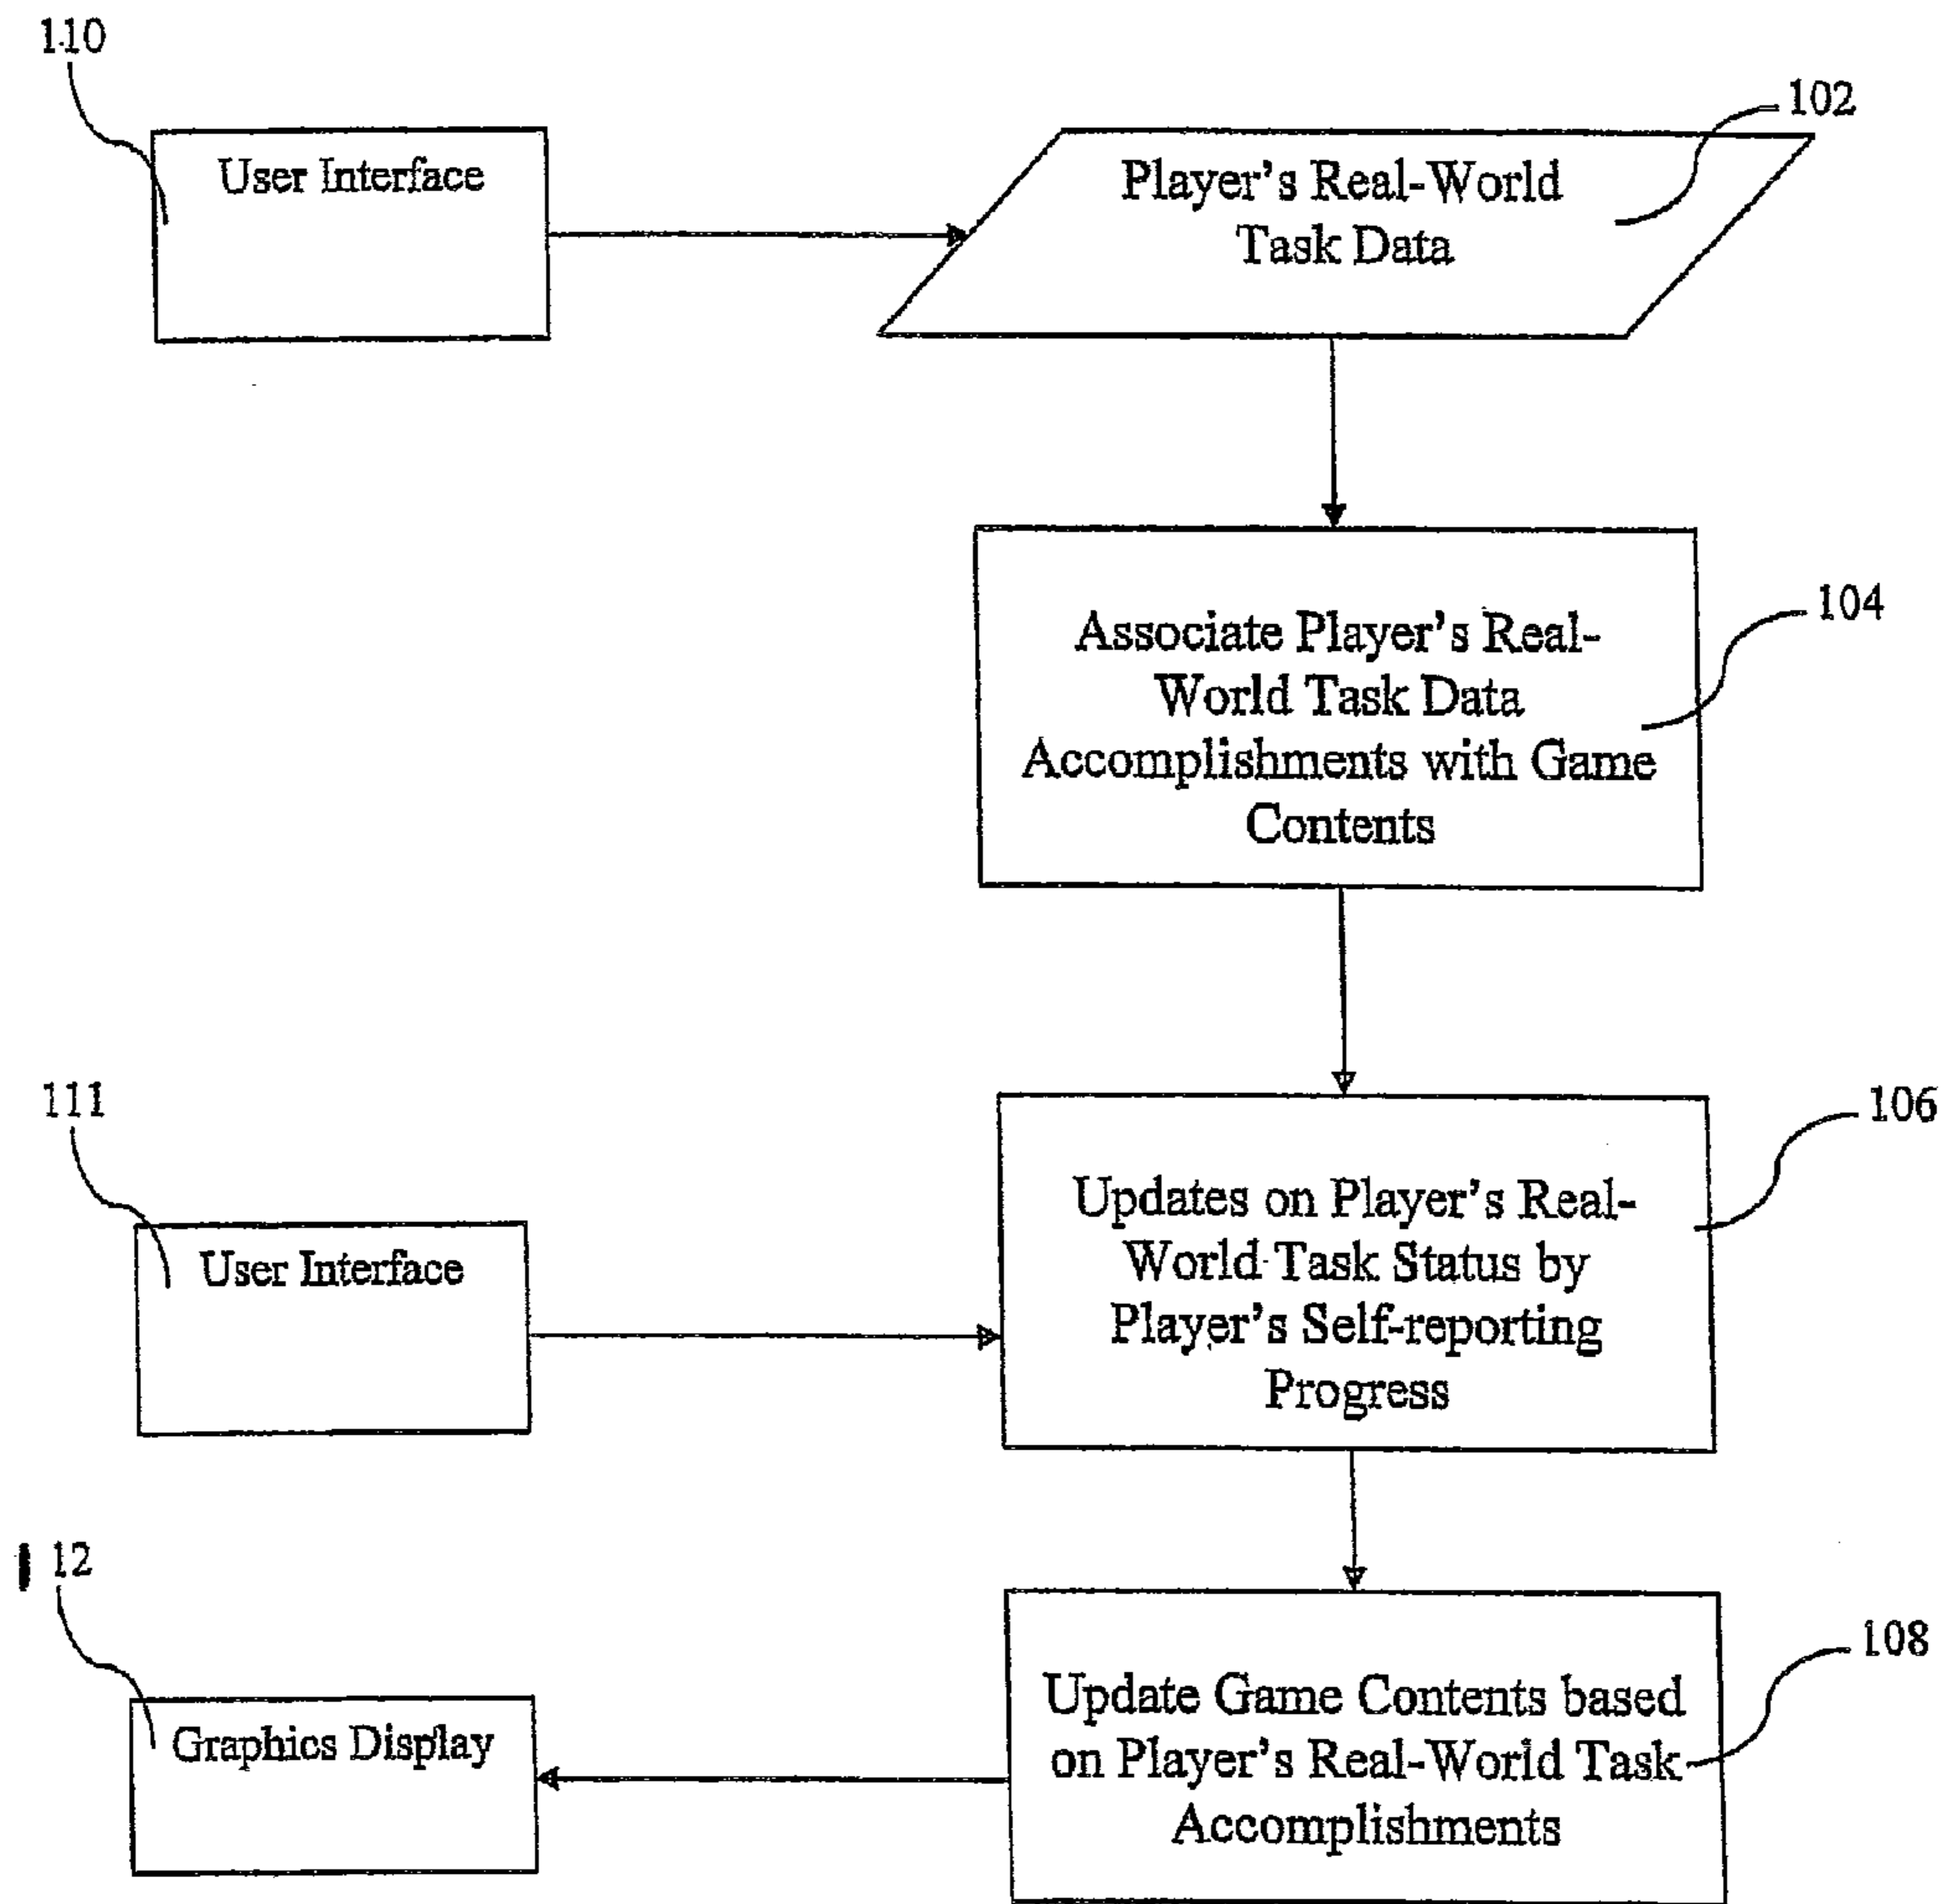 110
User Interface
102
Player's Real-World
Task Data
104
Associate Player's Real-
World Task Data
Accomplishments with Game
Contents
111
User Interface
106
Updates on Player's Real-
World Task Status by
Player's Self-reporting
Progress
112
Graphics Display
108
Update Game Contents based
on Player's Real-World Task
Accomplishments